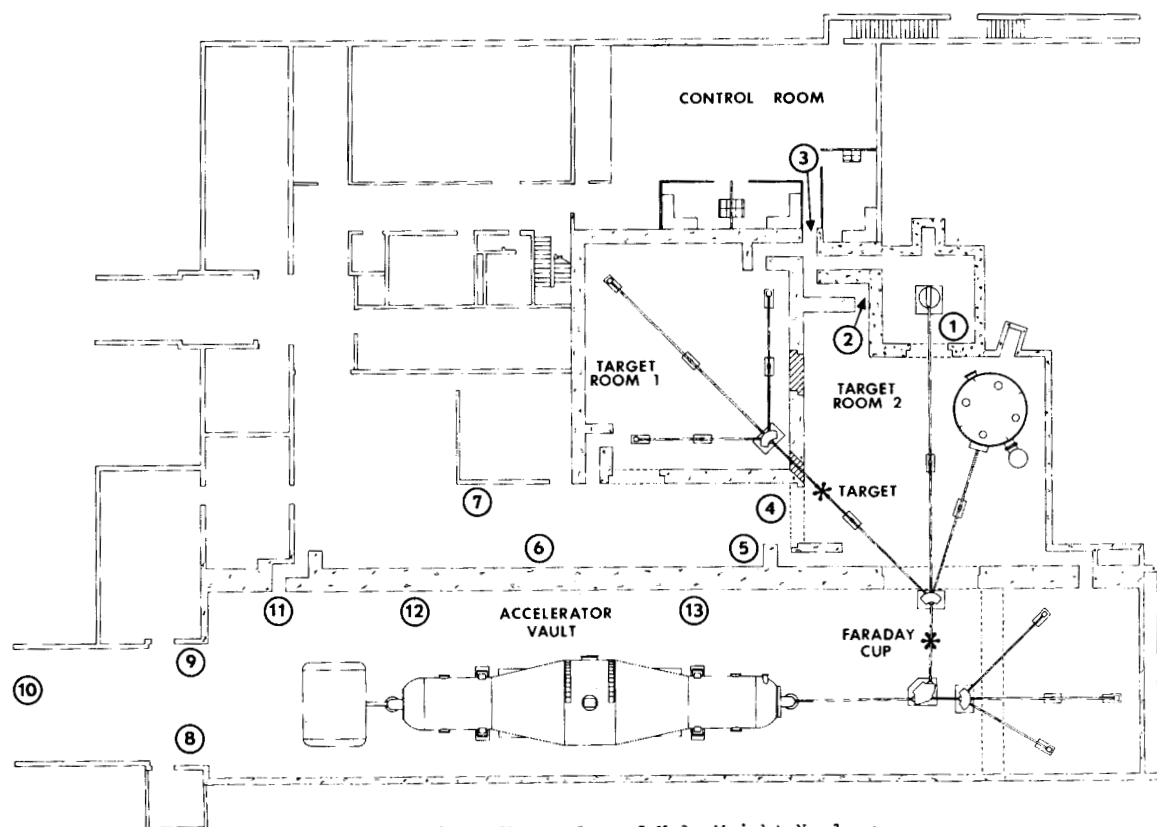 CONTROL ROOM
3
1
2
TARGET
ROOM 1
TARGET
ROOM 2
7
4
TARGET
6
5
11
12
ACCELERATOR
VAULT
13
FARADAY
CUP
9
10
8